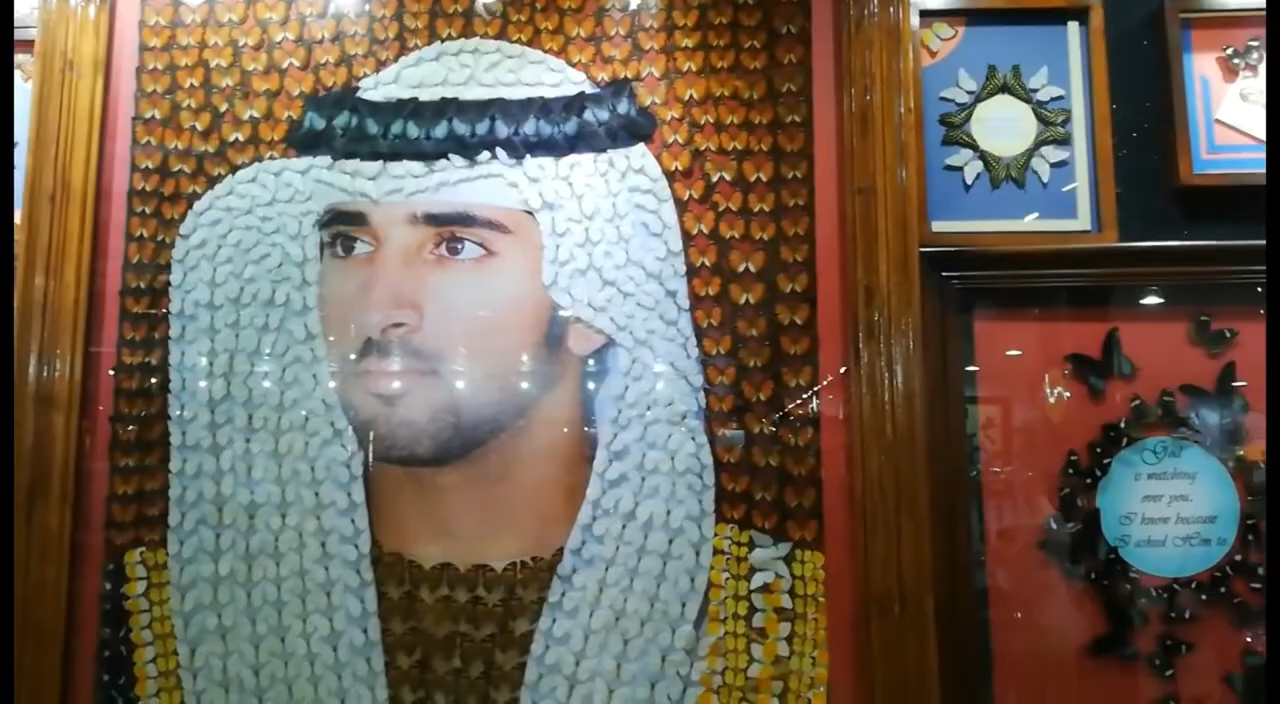 God
is watching
over you.
I know because
I asked Him to.